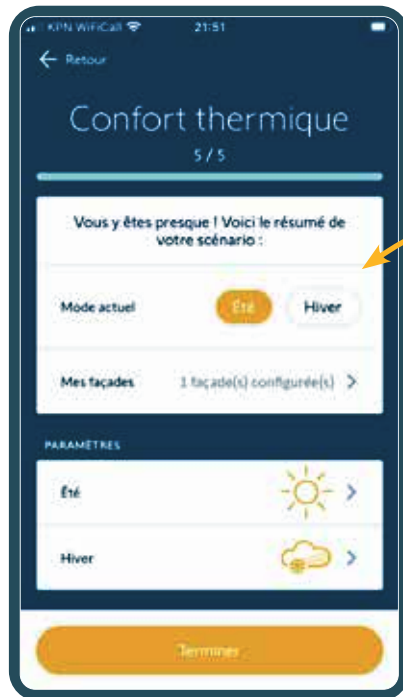 KPN WiFiCall 21:51
Retour
Confort thermique
5 / 5
Vous y êtes presque ! Voici le résumé de
votre scénario :
Mode actuel Été Hiver
Mes façades 1 façade(s) configurée(s)
PARAMÈTRES
Été
Hiver
Terminer